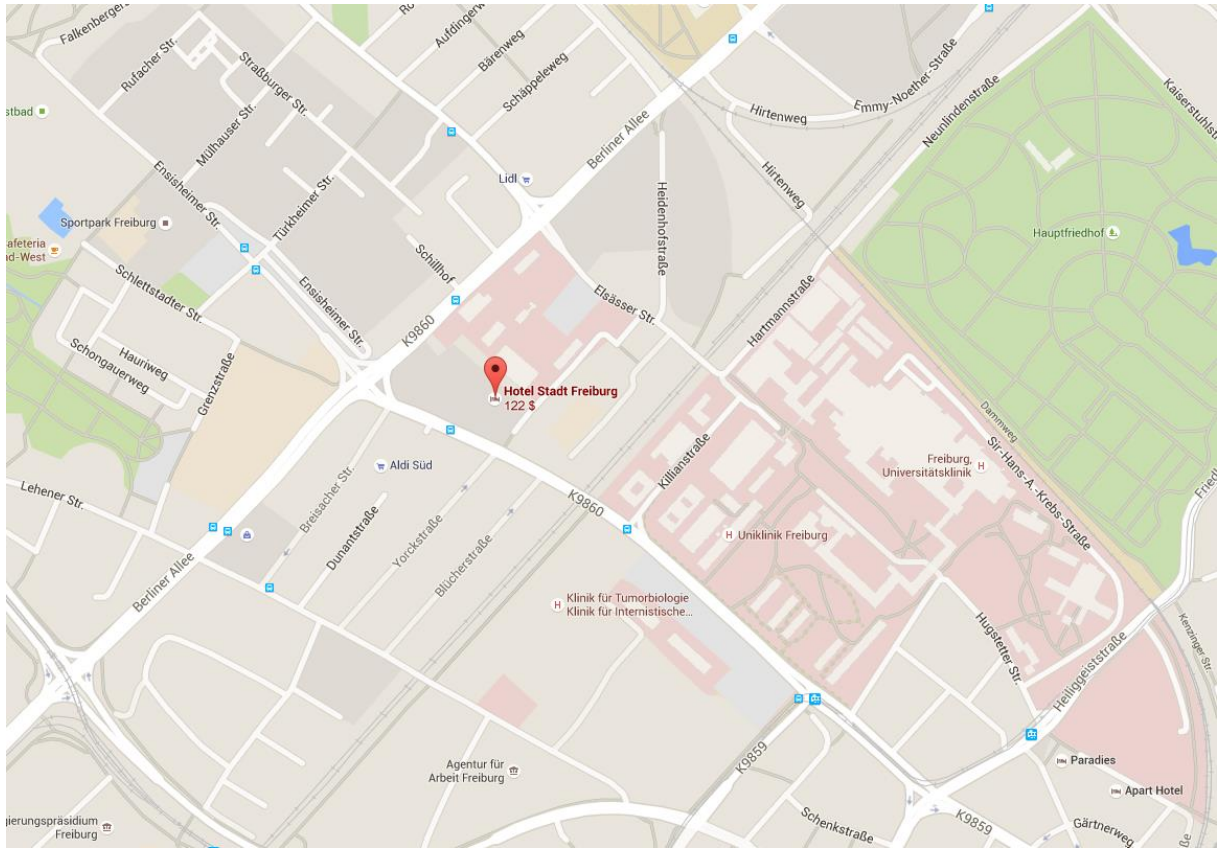 Falkenberger
Rufacher Str.
Straßburger Str.
Mülhauser Str.
Aufdingerw
Bärenweg
Schäppeleweg
Berliner Allee
Hirtenweg
Emmy-Noether-Straße
Neunlindenstraße
Kaiserstuhlst
stbad
Ensisheimer Str.
Türkheimer Str.
Lidl
Heidenhofstraße
Hirtenweg
Sportpark Freiburg
Hauptfriedhof
afeteria
nd-West
Schlettstadter Str.
Schillhof
Ensisheimer Str.
K9860
Elsässer Str.
Hartmannstraße
Hauriweg
Schongauerweg
Grenzstraße
Hotel Stadt Freiburg
122 $
Dammweg
Sir-Hans-A.-Krebs-Straße
Killianstraße
Freiburg,
Universitätsklinik
Aldi Süd
Friedh
Lehener Str.
Breisacher Str.
Dunantstraße
Yorckstraße
Blücherstraße
K9860
Uniklinik Freiburg
Berliner Allee
Klinik für Tumorbiologie
Klinik für Internistische...
Hugstetter Str.
Heiliggeiststraße
Kenzinger Str.
Agentur für
Arbeit Freiburg
K9859
Paradies
Apart Hotel
gierungspräsidium
Freiburg
Schenkstraße
K9859
Gärtnerweg